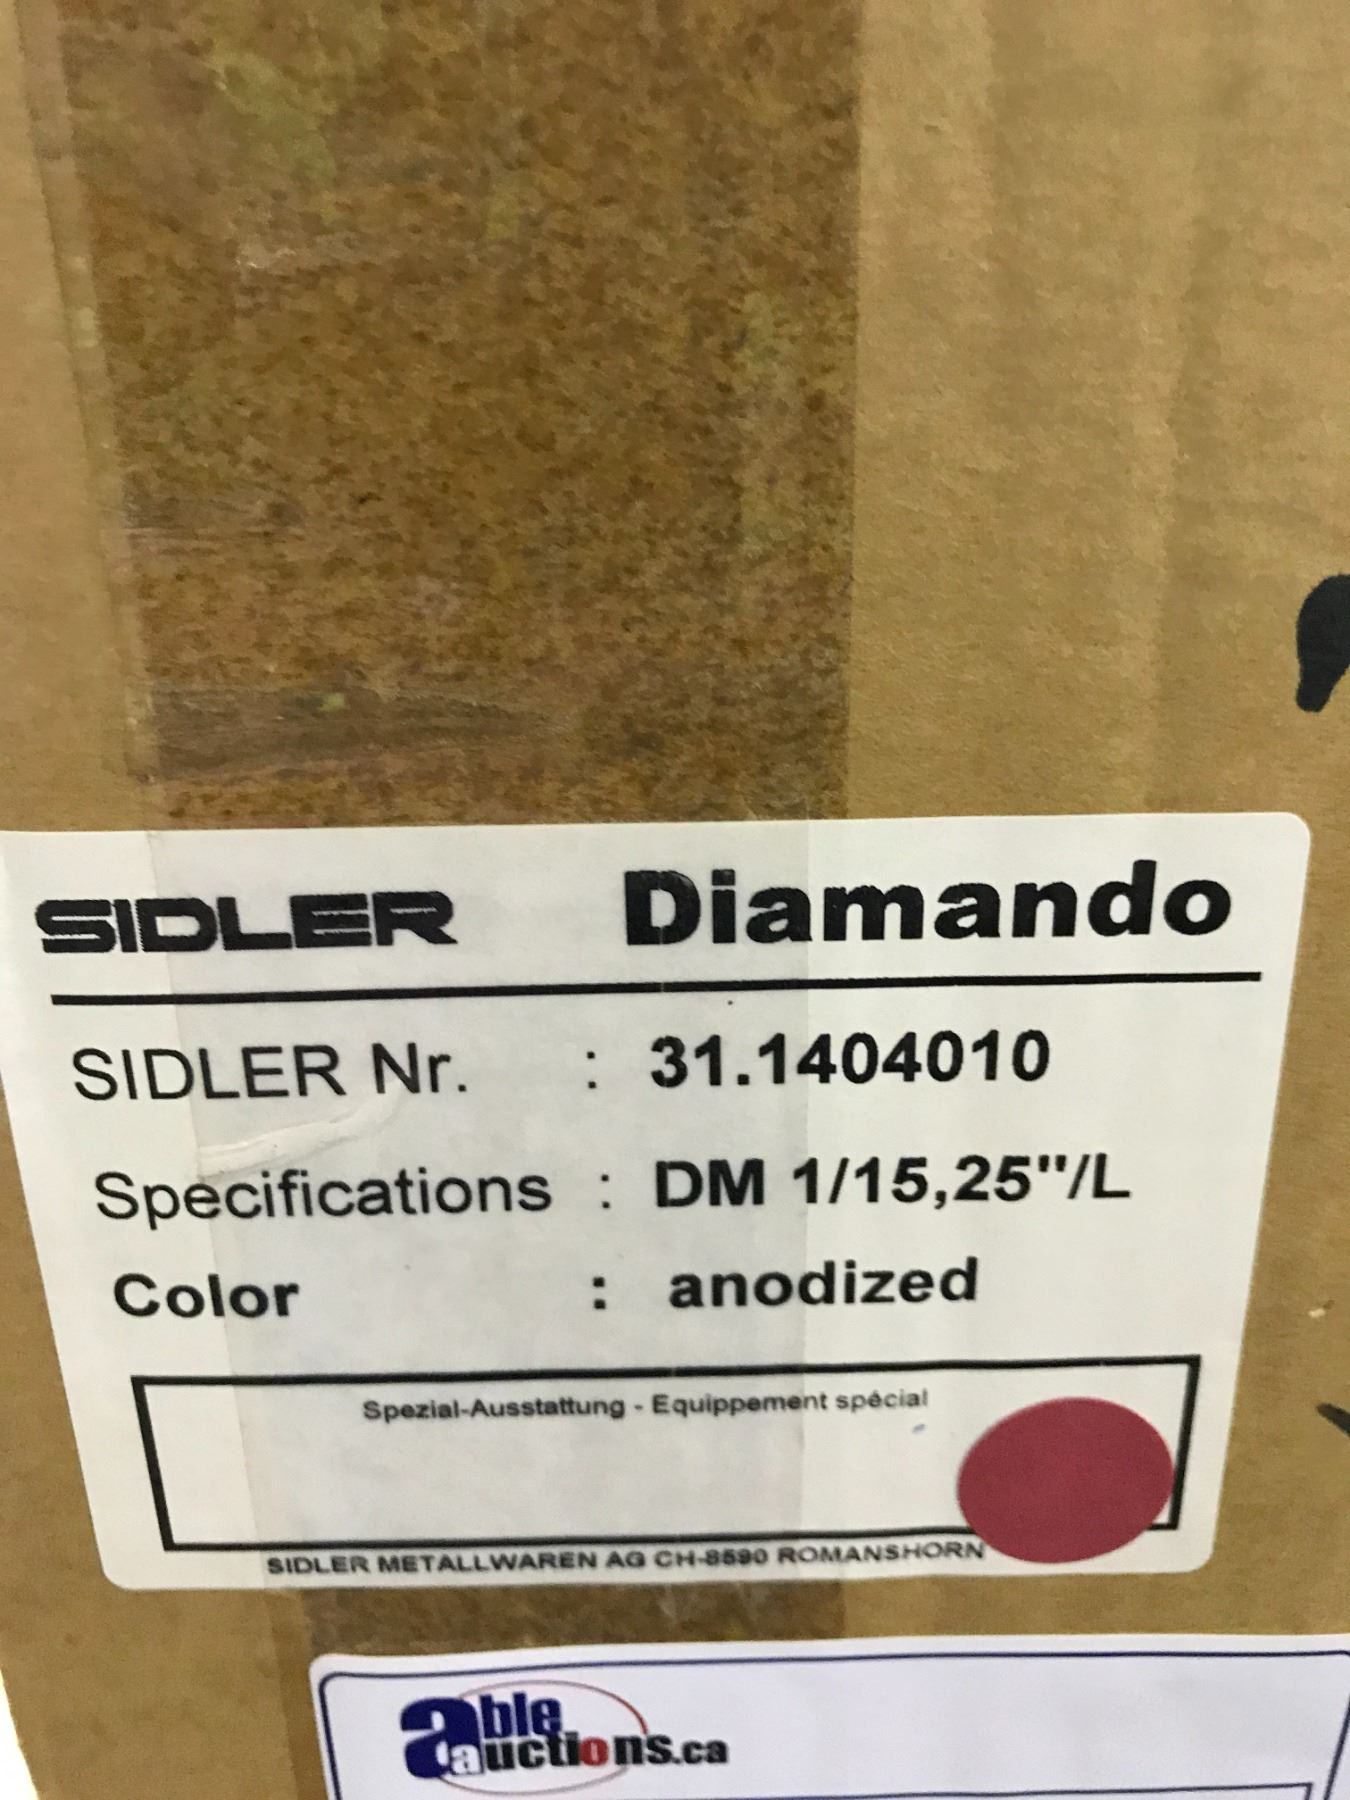 SIDLER Diamando
SIDLER Nr. : 31.1404010
Specifications : DM 1/15,25"/L
Color : anodized
Spezial-Ausstattung - Equippement spécial
SIDLER METALLWAREN AG CH-8590 ROMANSHORN
able
auctions.ca